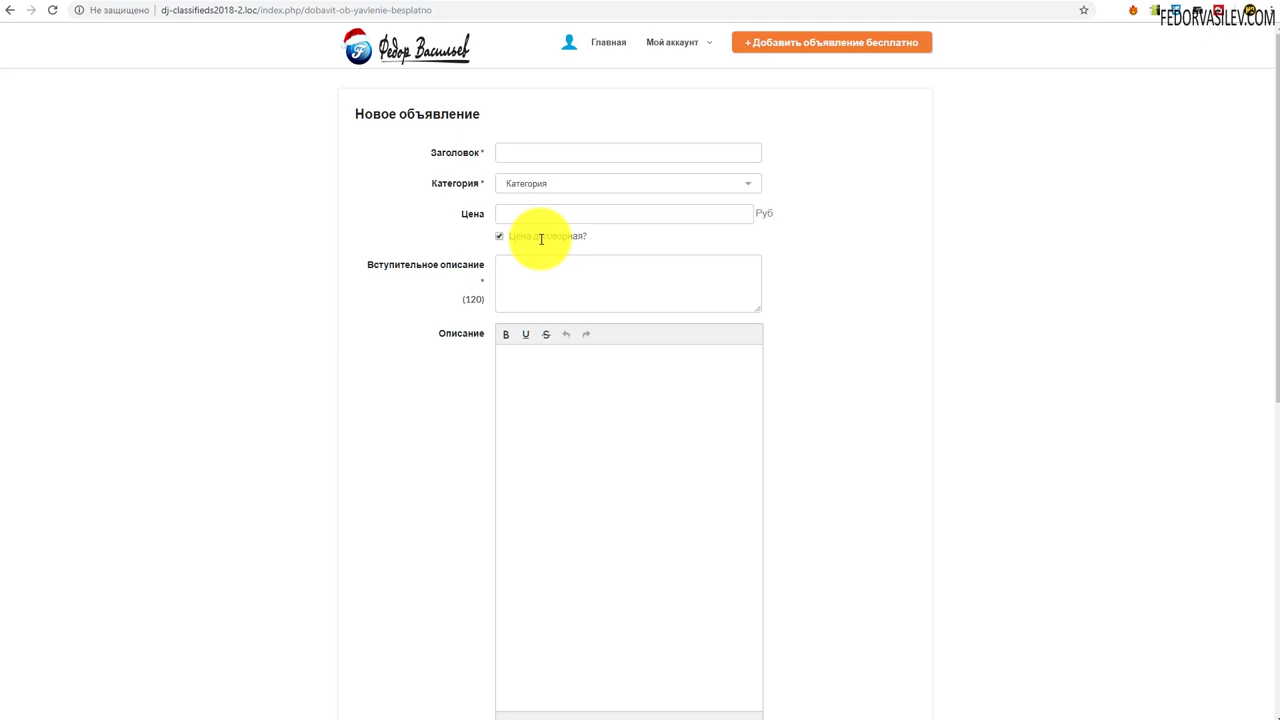 Не защищено dj-classifieds2018-2.loc/index.php/dobavit-ob-yavlenie-besplatno
FEDORVASILEV.COM
Федор Васильев
Главная
Мой аккаунт
+ Добавить объявление бесплатно
Новое объявление
Заголовок *
Категория * Категория
Цена Руб
Цена договорная?
Вступительное описание
*
(120)
Описание B U S